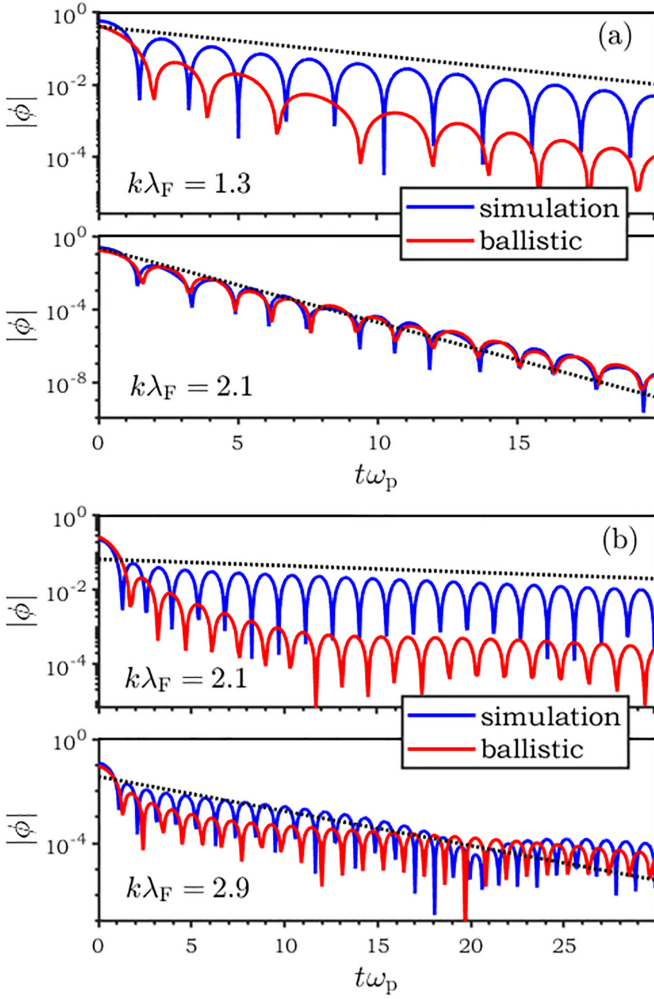 (a)
10^0
10^-2
10^-4
|ϕ|
kλ_F = 1.3
simulation
ballistic
10^0
10^-4
10^-8
|ϕ|
kλ_F = 2.1
0 5 10 15
tω_p
(b)
10^0
10^-2
10^-4
|ϕ|
kλ_F = 2.1
simulation
ballistic
10^0
10^-4
|ϕ|
kλ_F = 2.9
0 5 10 15 20 25
tω_p